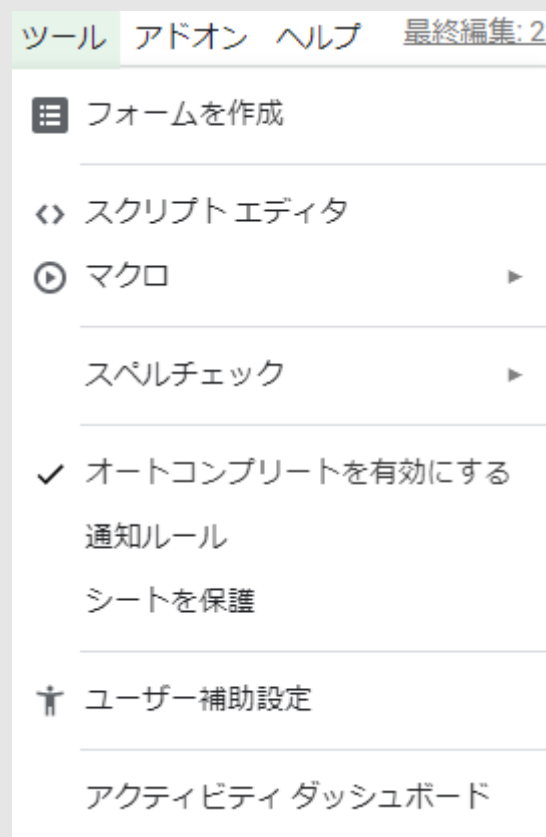 ツール アドオン ヘルプ 最終編集: 2
フォームを作成
スクリプト エディタ
マクロ
スペルチェック
オートコンプリートを有効にする
通知ルール
シートを保護
ユーザー補助設定
アクティビティ ダッシュボード